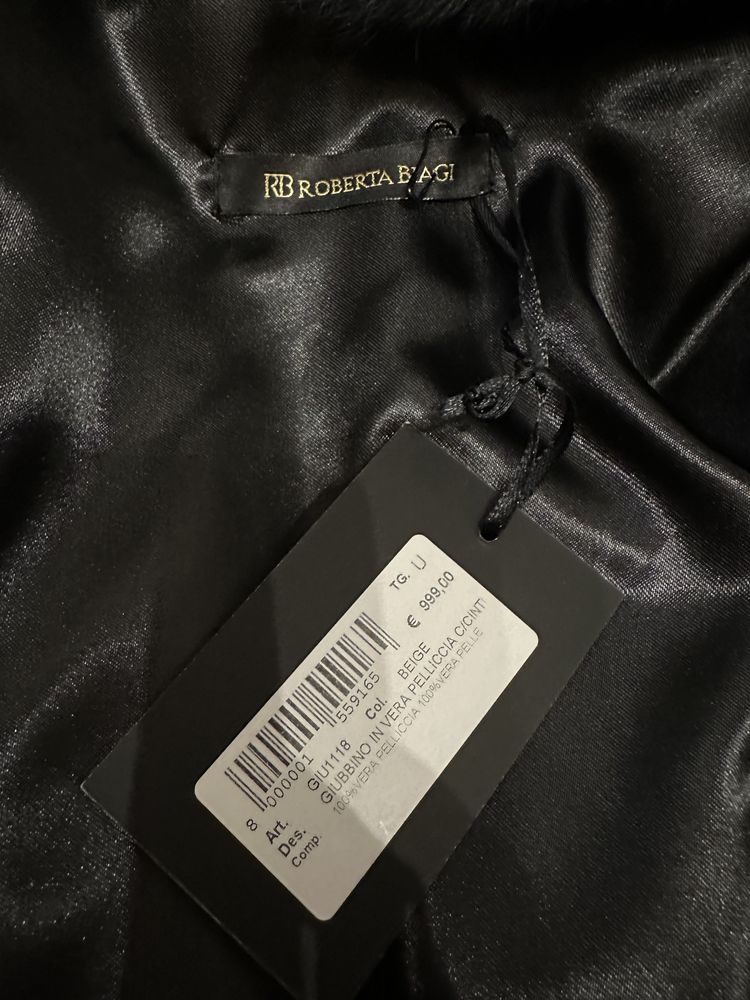 RB ROBERTA BIAGI
TG. U
€ 999,00
8 000001 559165
Art. GIU1118 Col. BEIGE
Des. GIUBBINO IN VERA PELLICCIA C/CINT
Comp. 100%VERA PELLICCIA 100%VERA PELLE